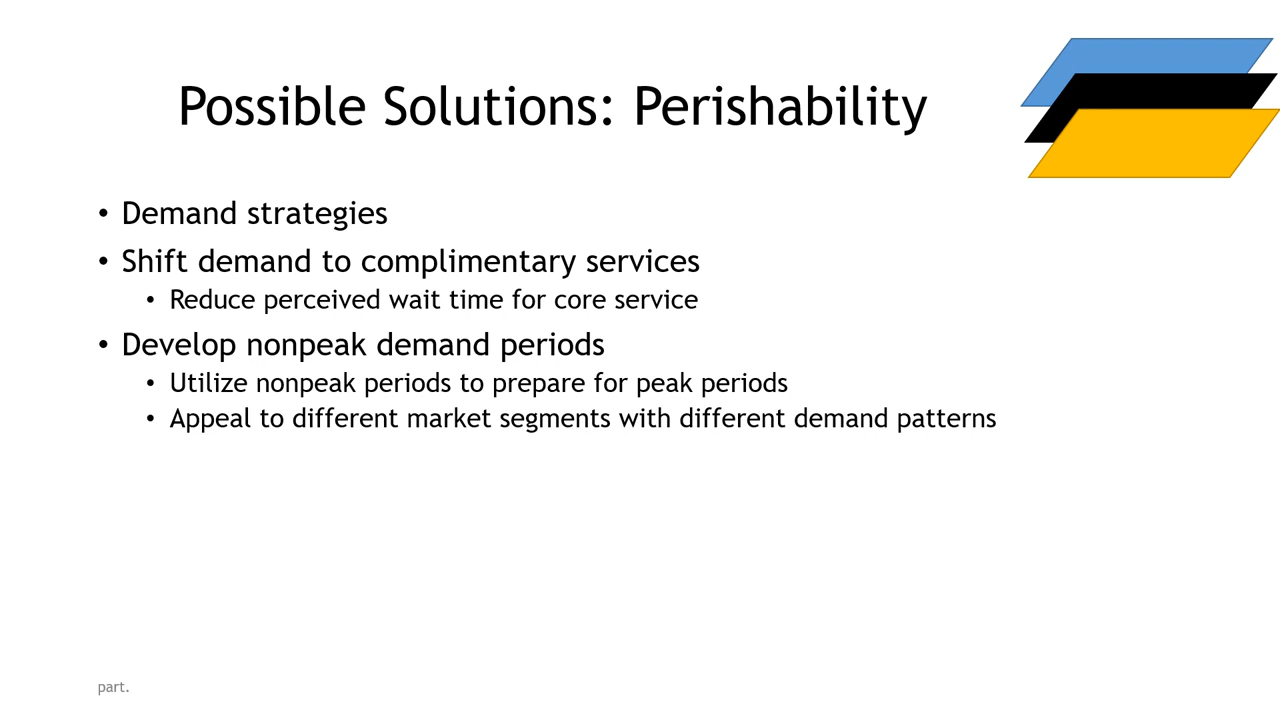 Possible Solutions: Perishability
• Demand strategies
• Shift demand to complimentary services
• Reduce perceived wait time for core service
• Develop nonpeak demand periods
• Utilize nonpeak periods to prepare for peak periods
• Appeal to different market segments with different demand patterns
part.